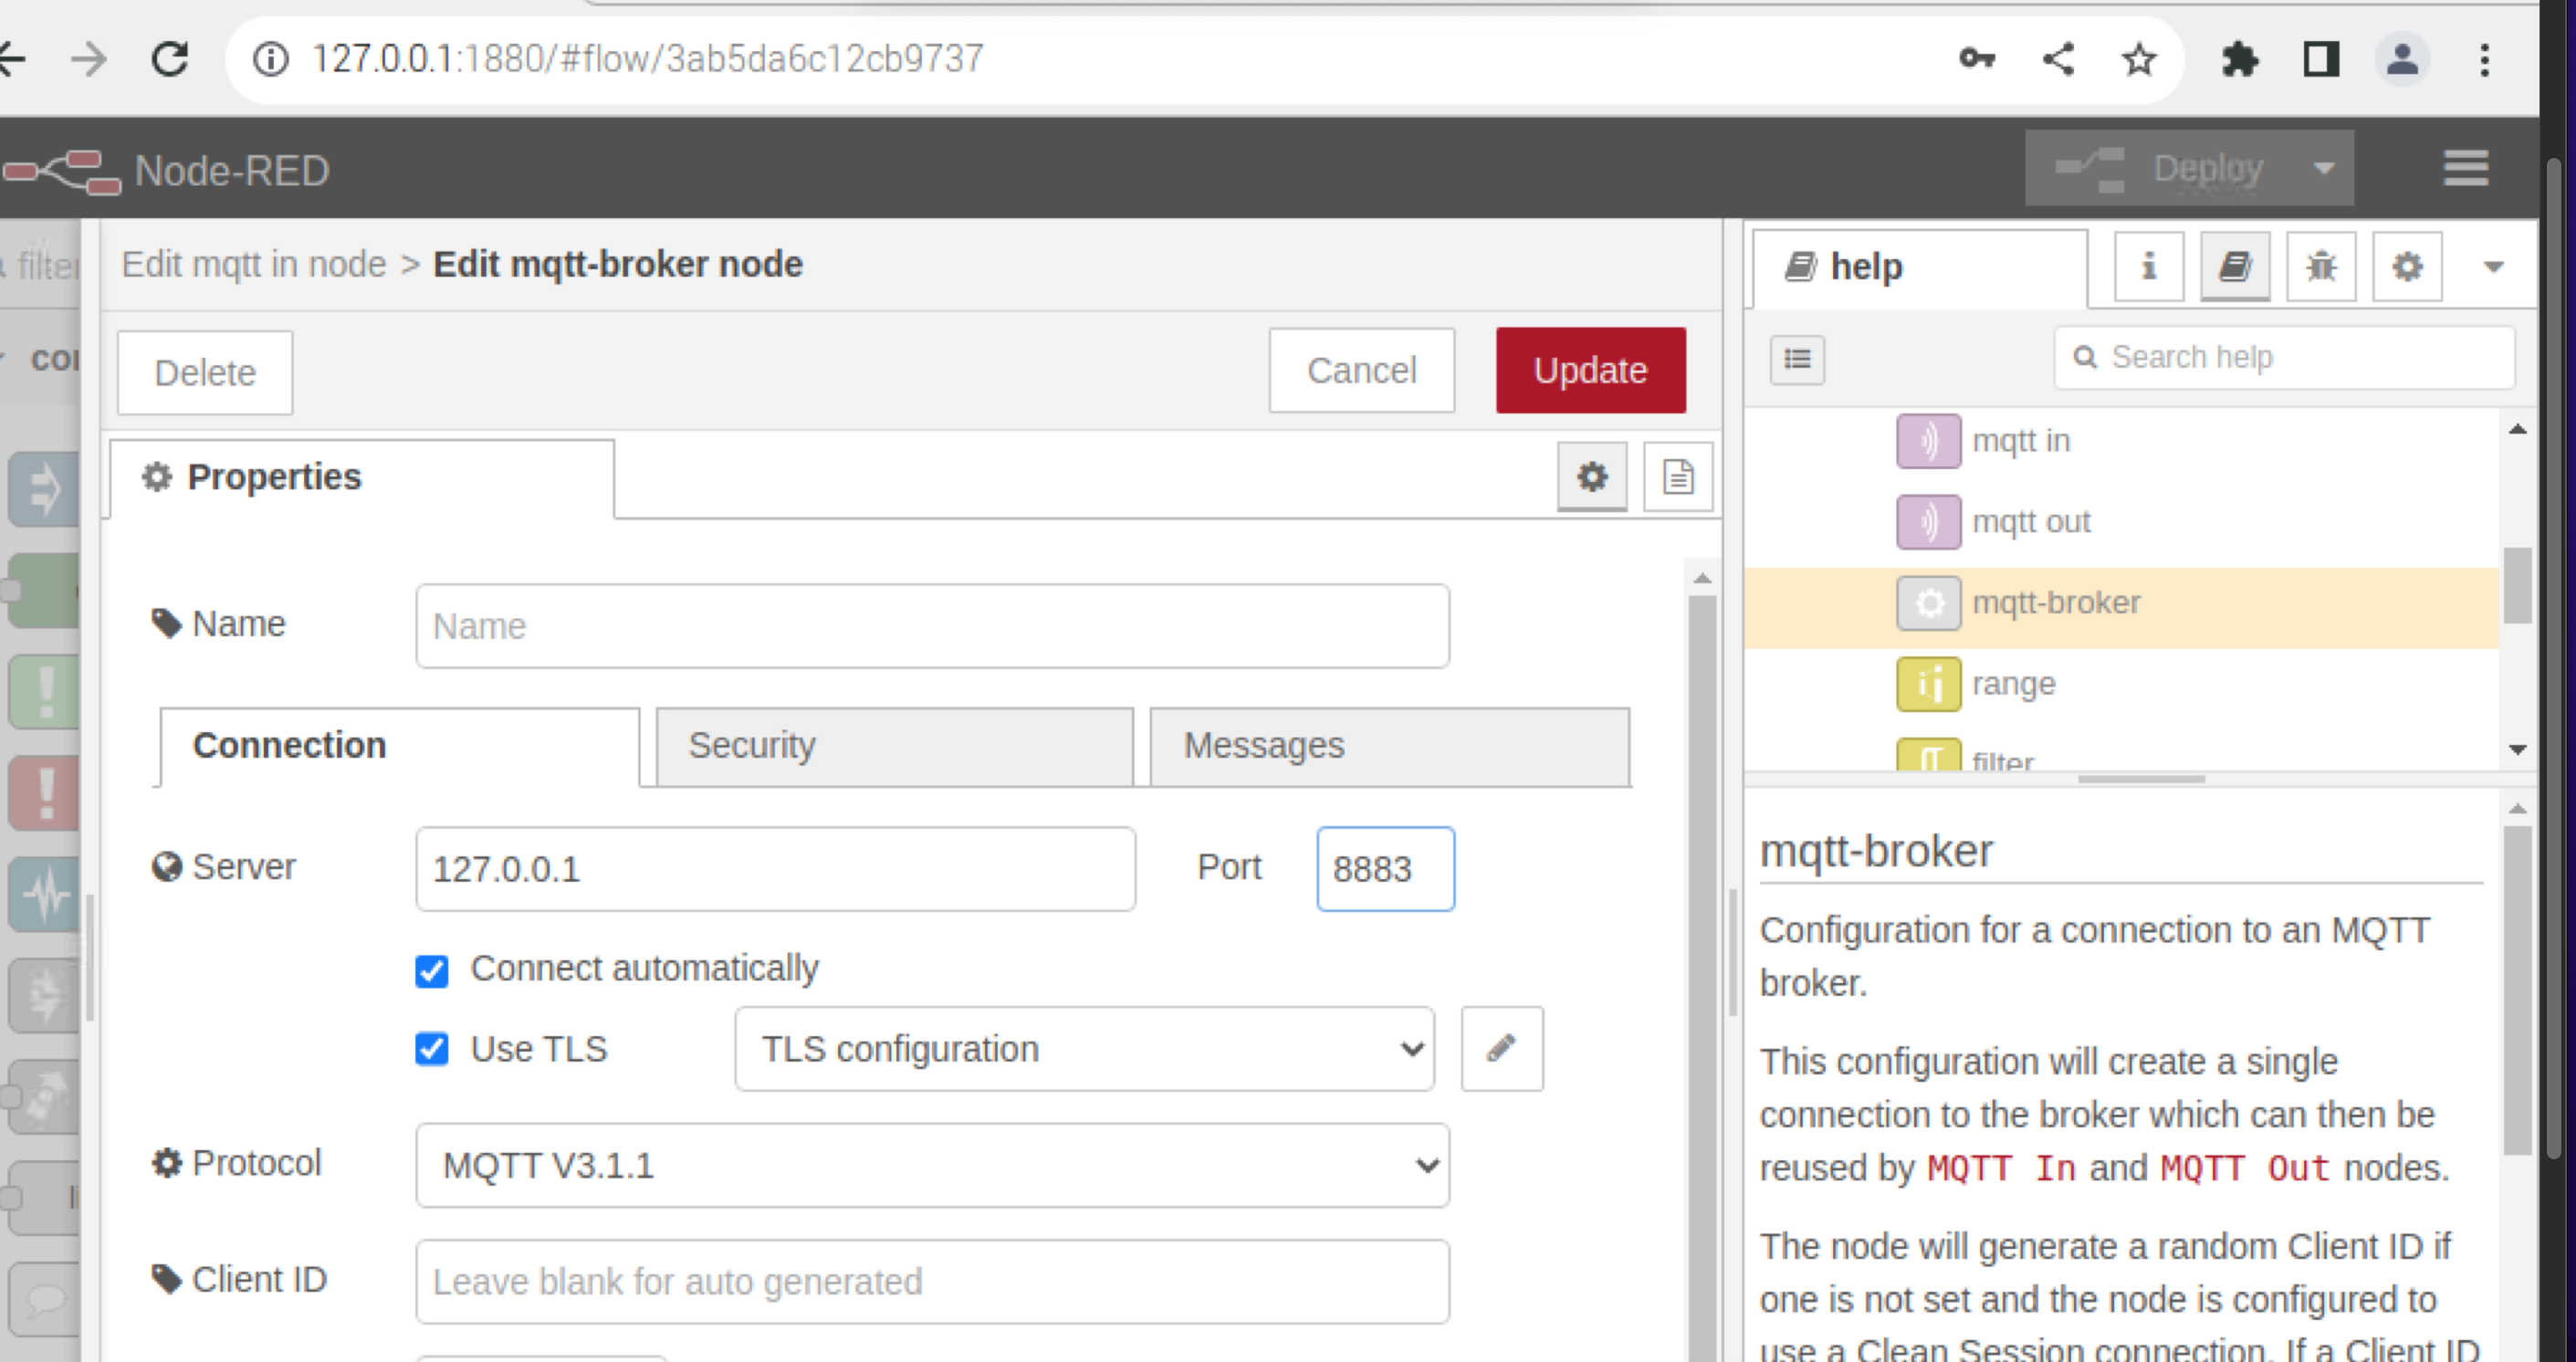 127.0.0.1:1880/#flow/3ab5da6c12cb9737
Node-RED
Deploy
filter
Edit mqtt in node > Edit mqtt-broker node
help
Delete
Cancel
Update
Search help
Properties
mqtt in
mqtt out
mqtt-broker
range
filter
Name
Name
Connection
Security
Messages
Server
127.0.0.1
Port
8883
Connect automatically
Use TLS
TLS configuration
Protocol
MQTT V3.1.1
Client ID
Leave blank for auto generated
mqtt-broker
Configuration for a connection to an MQTT
broker.
This configuration will create a single
connection to the broker which can then be
reused by MQTT In and MQTT Out nodes.
The node will generate a random Client ID if
one is not set and the node is configured to
use a Clean Session connection. If a Client ID